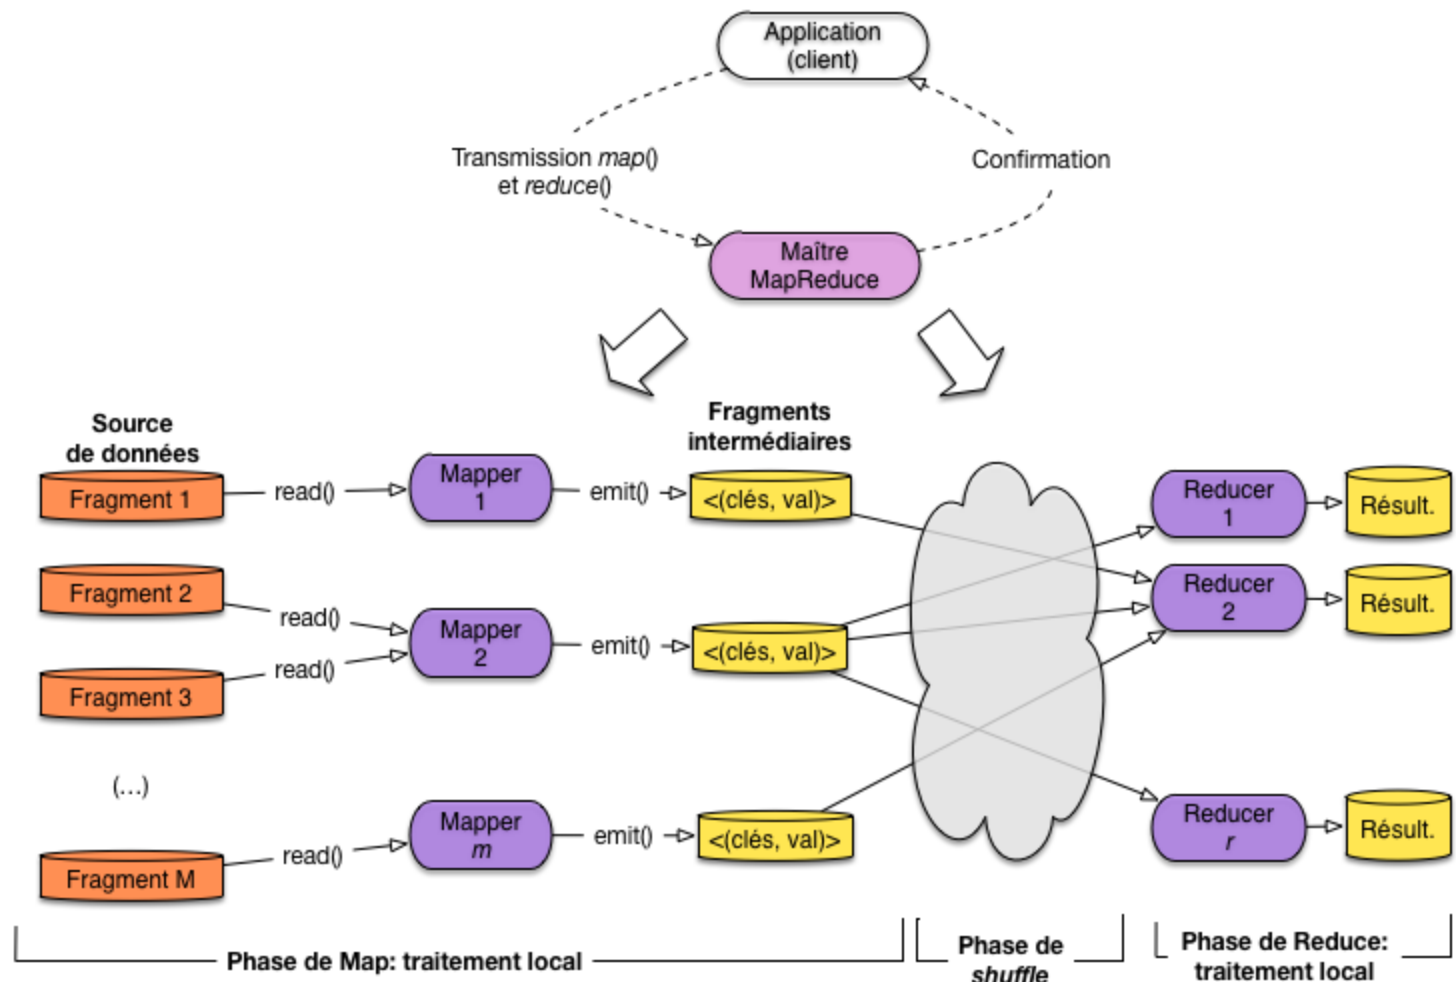 Application
(client)
Transmission map()
et reduce()
Confirmation
Maître
MapReduce
Source
de données
Fragments
intermédiaires
Fragment 1
read()
Mapper
1
emit()
<(clés, val)>
Reducer
1
Résult.
Fragment 2
read()
Fragment 3
read()
Mapper
2
emit()
<(clés, val)>
Reducer
2
Résult.
(...)
Fragment M
read()
Mapper
m
emit()
<(clés, val)>
Reducer
r
Résult.
Phase de Map: traitement local
Phase de
shuffle
Phase de Reduce:
traitement local